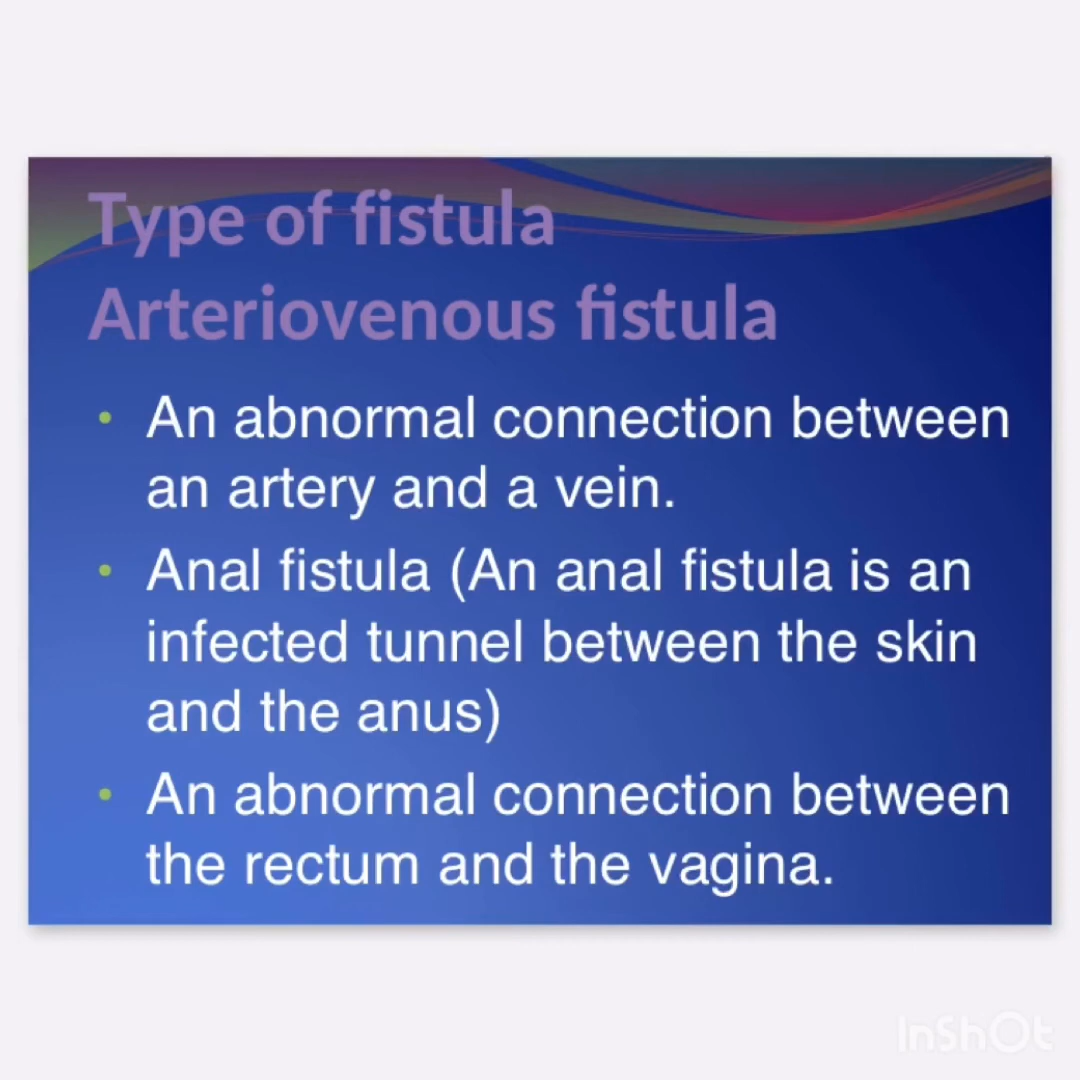 Type of fistula
Arteriovenous fistula
• An abnormal connection between
an artery and a vein.
• Anal fistula (An anal fistula is an
infected tunnel between the skin
and the anus)
• An abnormal connection between
the rectum and the vagina.
InShOt